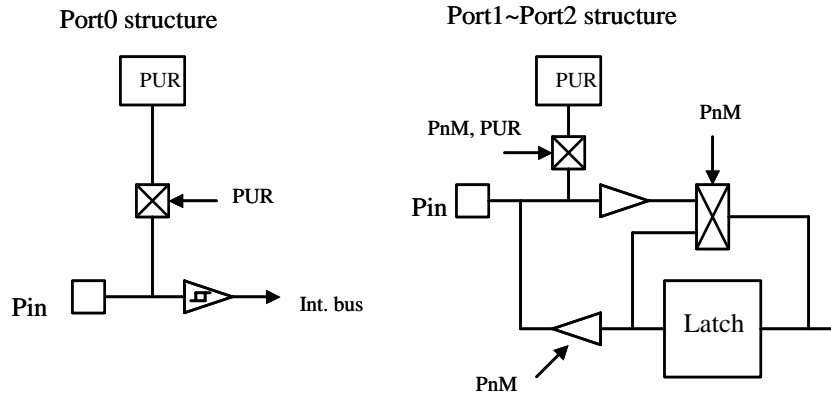 Port0 structure
Port1~Port2 structure
PUR
PUR
PnM, PUR
PnM
PUR
Pin
Pin
Int. bus
Latch
PnM